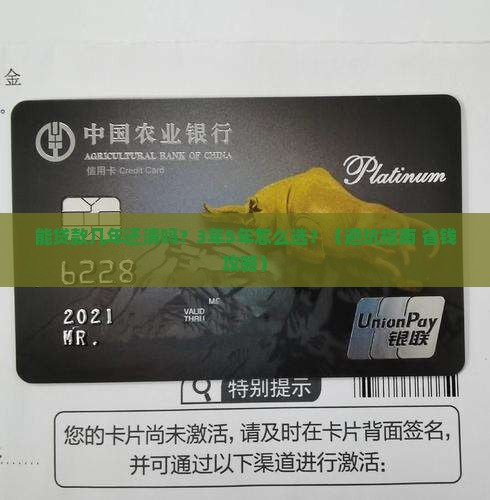 金
中国农业银行
AGRICULTURAL BANK OF CHINA
信用卡 Credit Card
Platinum
能贷款几年还清吗？3年5年怎么选？（避坑指南 省钱
攻略）
6228
2021
MR.
VALID
THRU
UnionPay
银联
特别提示
您的卡片尚未激活，请及时在卡片背面签名，
并可通过以下渠道进行激活：